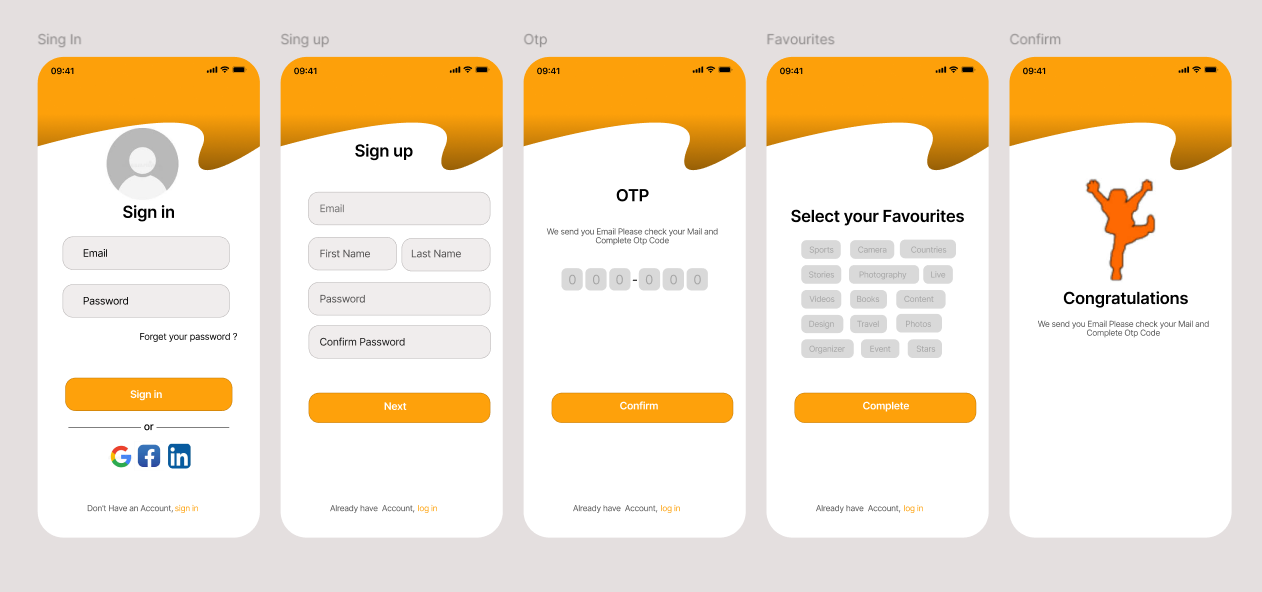 Sing In
09:41
Sign in
Email
Password
Forget your password ?
Sign in
or
Don't Have an Account, sign in
Sing up
09:41
Sign up
Email
First Name
Last Name
Password
Confirm Password
Next
Already have Account, log in
Otp
09:41
OTP
We send you Email Please check your Mail and
Complete Otp Code
0 0 0 - 0 0 0
Confirm
Already have Account, log in
Favourites
09:41
Select your Favourites
Sports Camera Countries
Stories Photography Live
Videos Books Content
Design Travel Photos
Organizer Event Stars
Complete
Already have Account, log in
Confirm
09:41
Congratulations
We send you Email Please check your Mail and
Complete Otp Code